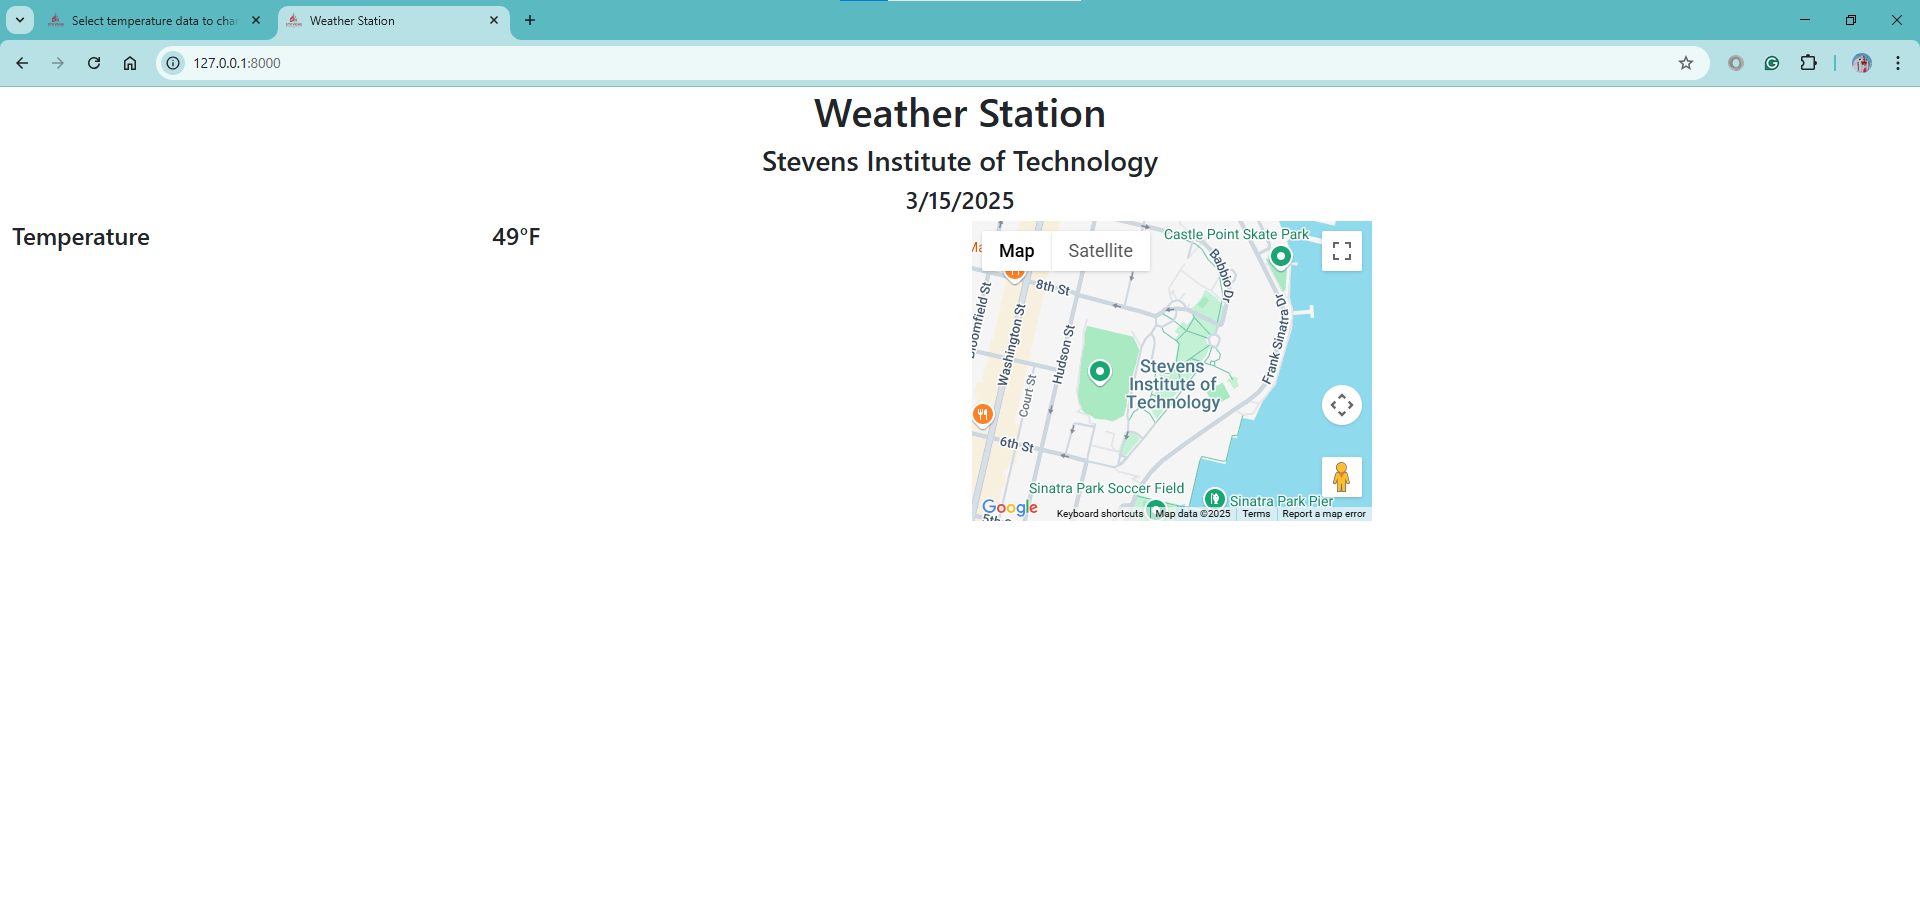 Select temperature data to cha
Weather Station
127.0.0.1:8000
Weather Station
Stevens Institute of Technology
3/15/2025
Temperature
49°F
Map
Satellite
Castle Point Skate Park
Babbio Dr
8th St
Washington St
Hudson St
Frank Sinatra Dr
Court St
Stevens
Institute of
Technology
6th St
Sinatra Park Soccer Field
Sinatra Park Pier
Google
5th
Keyboard shortcuts
Map data ©2025
Terms
Report a map error